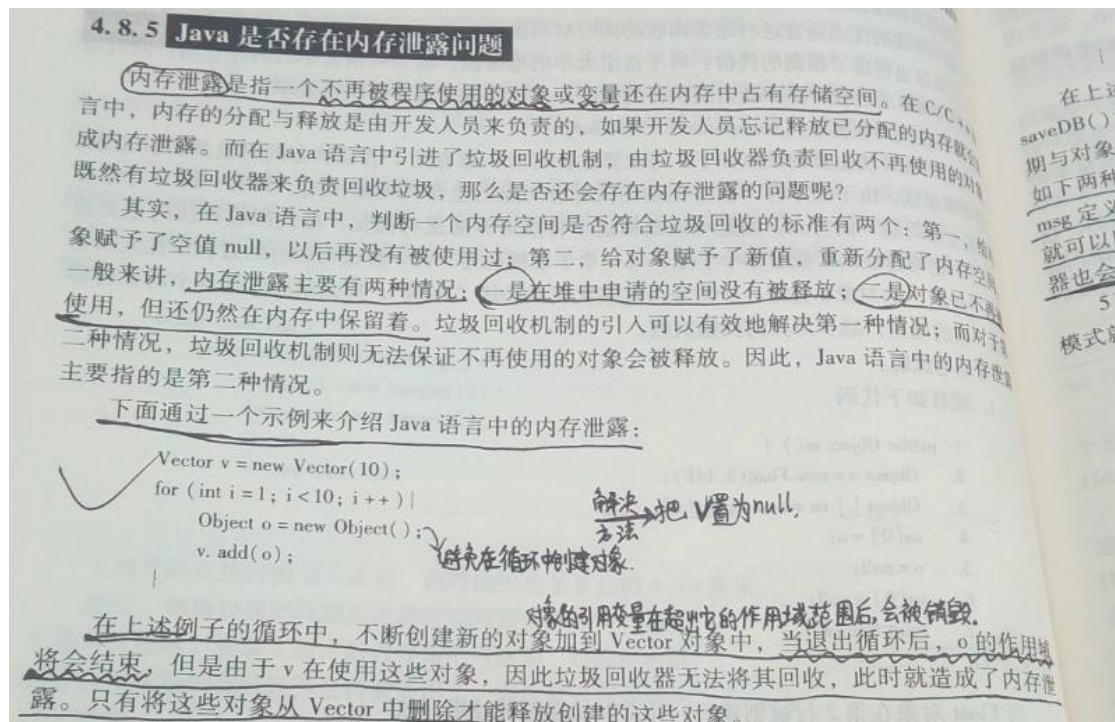 4.8.5 Java 是否存在内存泄露问题
内存泄露是指一个不再被程序使用的对象或变量还在内存中占有存储空间。在 C/C++语
言中，内存的分配与释放是由开发人员来负责的，如果开发人员忘记释放已分配的内存就会
成内存泄露。而在 Java 语言中引进了垃圾回收机制，由垃圾回收器负责回收不再使用的对
既然有垃圾回收器来负责回收垃圾，那么是否还会存在内存泄露的问题呢？
其实，在 Java 语言中，判断一个内存空间是否符合垃圾回收的标准有两个：第一，给
象赋予了空值 null，以后再没有被使用过；第二，给对象赋予了新值，重新分配了内存空间
一般来讲，内存泄露主要有两种情况：一是在堆中申请的空间没有被释放；二是对象已不再
使用，但还仍然在内存中保留着。垃圾回收机制的引入可以有效地解决第一种情况；而对于
二种情况，垃圾回收机制则无法保证不再使用的对象会被释放。因此，Java 语言中的内存泄露
主要指的是第二种情况。
下面通过一个示例来介绍 Java 语言中的内存泄露：
Vector v = new Vector(10);
for (int i = 1; i < 10; i ++){
Object o = new Object();
v. add(o);
}
解决方法 把 v置为null,
避免在循环中创建对象.
对象的引用变量在超出它的作用域范围后,会被销毁.
在上述例子的循环中，不断创建新的对象加到 Vector 对象中，当退出循环后，o 的作用域
将会结束，但是由于 v 在使用这些对象，因此垃圾回收器无法将其回收，此时就造成了内存泄
露。只有将这些对象从 Vector 中删除才能释放创建的这些对象。
在上述
saveDB()
期与对象
如下两种
msg 定义
就可以
器也会
5
模式